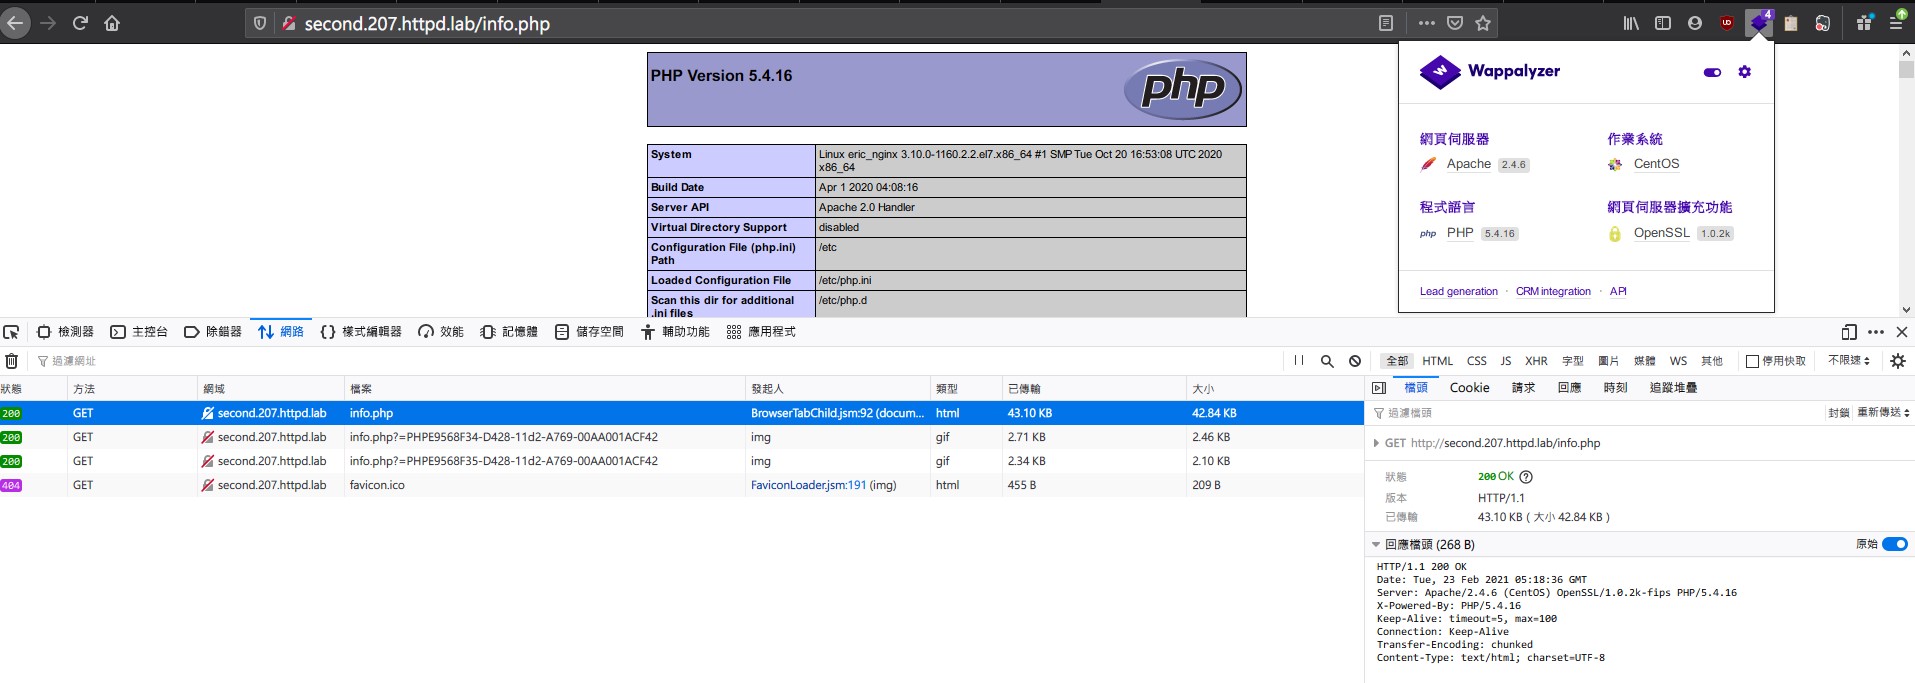 second.207.httpd.lab/info.php
4
PHP Version 5.4.16
php
System Linux eric_nginx 3.10.0-1160.2.2.el7.x86_64 #1 SMP Tue Oct 20 16:53:08 UTC 2020
x86_64
Build Date Apr 1 2020 04:08:16
Server API Apache 2.0 Handler
Virtual Directory Support disabled
Configuration File (php.ini) /etc
Path
Loaded Configuration File /etc/php.ini
Scan this dir for additional /etc/php.d
.ini files
Wappalyzer
網頁伺服器 作業系統
Apache 2.4.6 CentOS
程式語言 網頁伺服器擴充功能
php PHP 5.4.16 OpenSSL 1.0.2k
Lead generation · CRM integration · API
檢測器 主控台 除錯器 網路 樣式編輯器 效能 記憶體 儲存空間 輔助功能 應用程式
過濾網址 全部 HTML CSS JS XHR 字型 圖片 媒體 WS 其他 停用快取 不限速
狀態 方法 網域 檔案 發起人 類型 已傳輸 大小
200 GET second.207.httpd.lab info.php BrowserTabChild.jsm:92 (docum... html 43.10 KB 42.84 KB
200 GET second.207.httpd.lab info.php?=PHPE9568F34-D428-11d2-A769-00AA001ACF42 img gif 2.71 KB 2.46 KB
200 GET second.207.httpd.lab info.php?=PHPE9568F35-D428-11d2-A769-00AA001ACF42 img gif 2.34 KB 2.10 KB
404 GET second.207.httpd.lab favicon.ico FaviconLoader.jsm:191 (img) html 455 B 209 B
檔頭 Cookie 請求 回應 時刻 追蹤堆疊
過濾檔頭 封鎖 重新傳送
GET http://second.207.httpd.lab/info.php
狀態 200 OK
版本 HTTP/1.1
已傳輸 43.10 KB ( 大小 42.84 KB )
回應檔頭 (268 B) 原始
HTTP/1.1 200 OK
Date: Tue, 23 Feb 2021 05:18:36 GMT
Server: Apache/2.4.6 (CentOS) OpenSSL/1.0.2k-fips PHP/5.4.16
X-Powered-By: PHP/5.4.16
Keep-Alive: timeout=5, max=100
Connection: Keep-Alive
Transfer-Encoding: chunked
Content-Type: text/html; charset=UTF-8